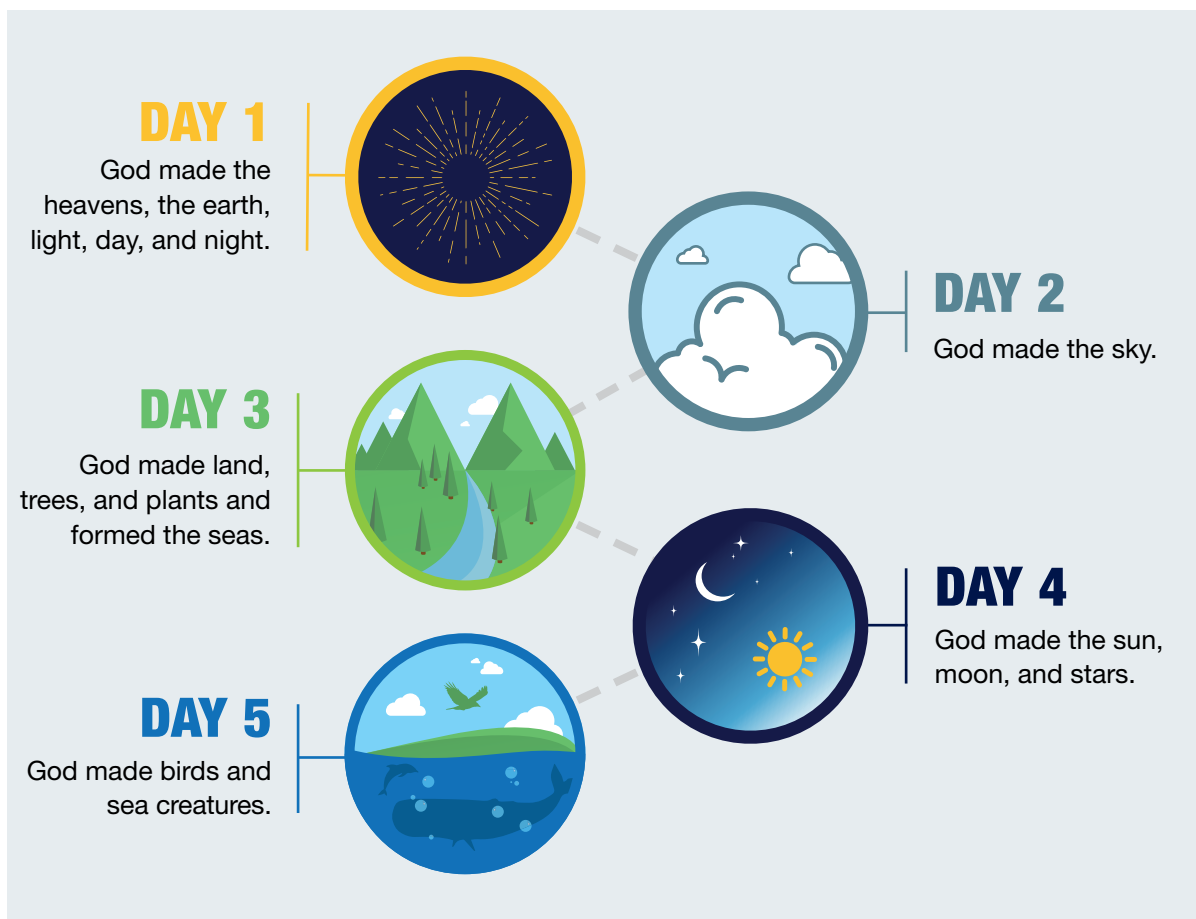 DAY 1
God made the
heavens, the earth,
light, day, and night.
DAY 2
God made the sky.
DAY 3
God made land,
trees, and plants and
formed the seas.
DAY 4
God made the sun,
moon, and stars.
DAY 5
God made birds and
sea creatures.